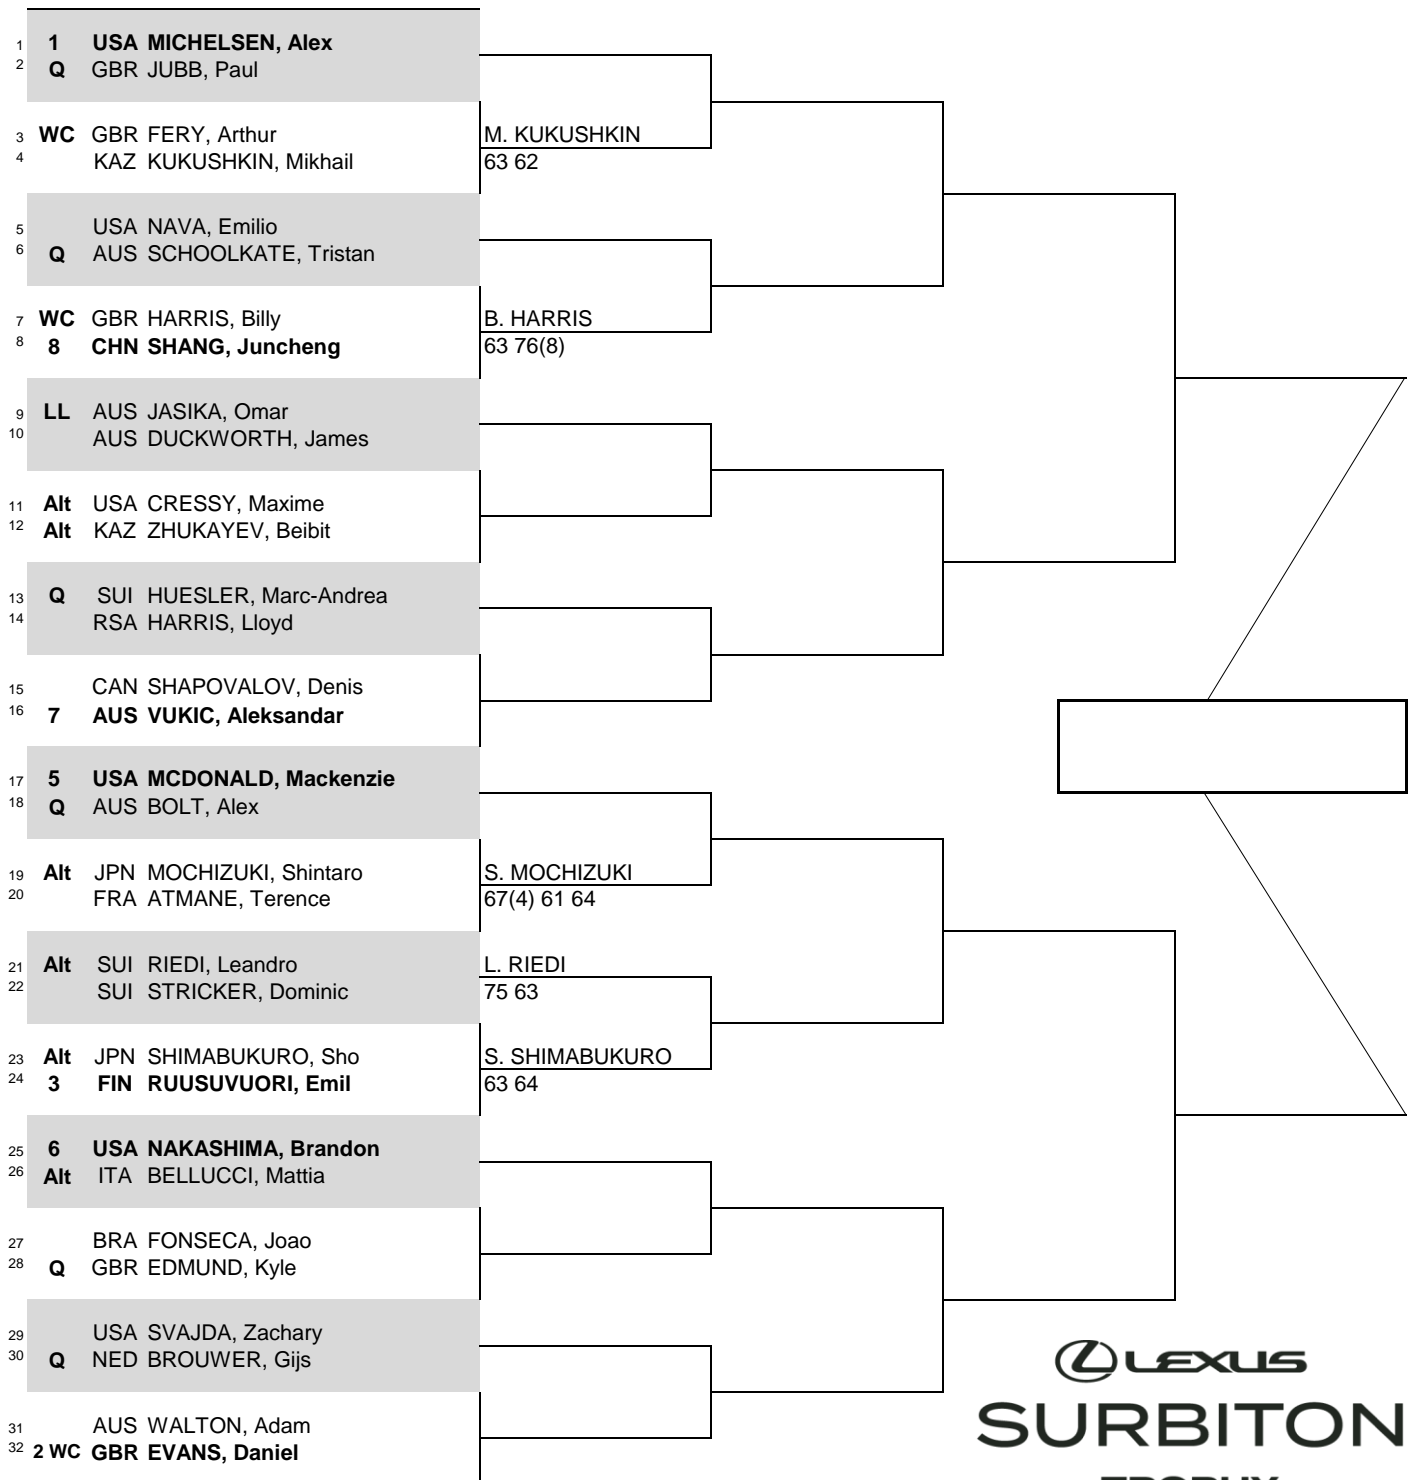 1 1 USA MICHELSEN, Alex
2 Q GBR JUBB, Paul
3 WC GBR FERY, Arthur M. KUKUSHKIN
4 KAZ KUKUSHKIN, Mikhail 63 62
5 USA NAVA, Emilio
6 Q AUS SCHOOLKATE, Tristan
7 WC GBR HARRIS, Billy B. HARRIS
8 8 CHN SHANG, Juncheng 63 76(8)
9 LL AUS JASIKA, Omar
10 AUS DUCKWORTH, James
11 Alt USA CRESSY, Maxime
12 Alt KAZ ZHUKAYEV, Beibit
13 Q SUI HUESLER, Marc-Andrea
14 RSA HARRIS, Lloyd
15 CAN SHAPOVALOV, Denis
16 7 AUS VUKIC, Aleksandar
17 5 USA MCDONALD, Mackenzie
18 Q AUS BOLT, Alex
19 Alt JPN MOCHIZUKI, Shintaro S. MOCHIZUKI
20 FRA ATMANE, Terence 67(4) 61 64
21 Alt SUI RIEDI, Leandro L. RIEDI
22 SUI STRICKER, Dominic 75 63
23 Alt JPN SHIMABUKURO, Sho S. SHIMABUKURO
24 3 FIN RUUSUVUORI, Emil 63 64
25 6 USA NAKASHIMA, Brandon
26 Alt ITA BELLUCCI, Mattia
27 BRA FONSECA, Joao
28 Q GBR EDMUND, Kyle
29 USA SVAJDA, Zachary
30 Q NED BROUWER, Gijs
31 AUS WALTON, Adam
32 2 WC GBR EVANS, Daniel
LEXUS
SURBITON
TROPHY